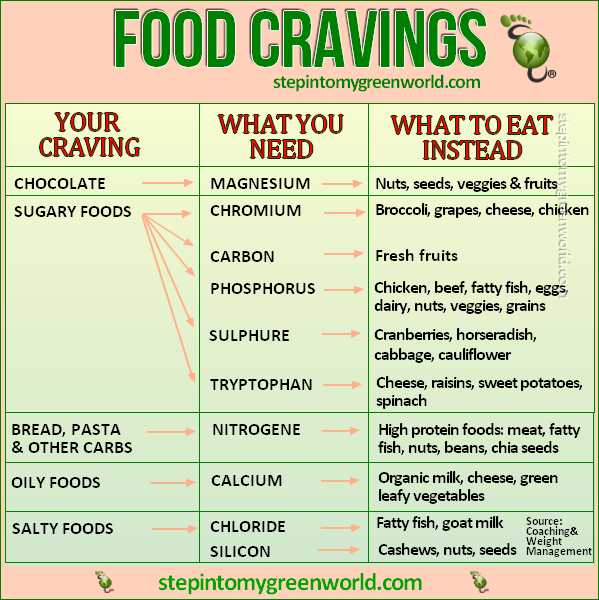 FOOD CRAVINGS
®
stepintomygreenworld.com
YOUR
CRAVING
WHAT YOU
NEED
WHAT TO EAT
INSTEAD
CHOCOLATE
MAGNESIUM
Nuts, seeds, veggies & fruits
SUGARY FOODS
CHROMIUM
Broccoli, grapes, cheese, chicken
CARBON
Fresh fruits
PHOSPHORUS
Chicken, beef, fatty fish, eggs,
dairy, nuts, veggies, grains
SULPHURE
Cranberries, horseradish,
cabbage, cauliflower
TRYPTOPHAN
Cheese, raisins, sweet potatoes,
spinach
BREAD, PASTA
& OTHER CARBS
NITROGENE
High protein foods: meat, fatty
fish, nuts, beans, chia seeds
OILY FOODS
CALCIUM
Organic milk, cheese, green
leafy vegetables
SALTY FOODS
CHLORIDE
Fatty fish, goat milk
SILICON
Cashews, nuts, seeds
Source:
Coaching&
Weight
Management
stepintomygreenworld.com
stepintomygreenworld.com